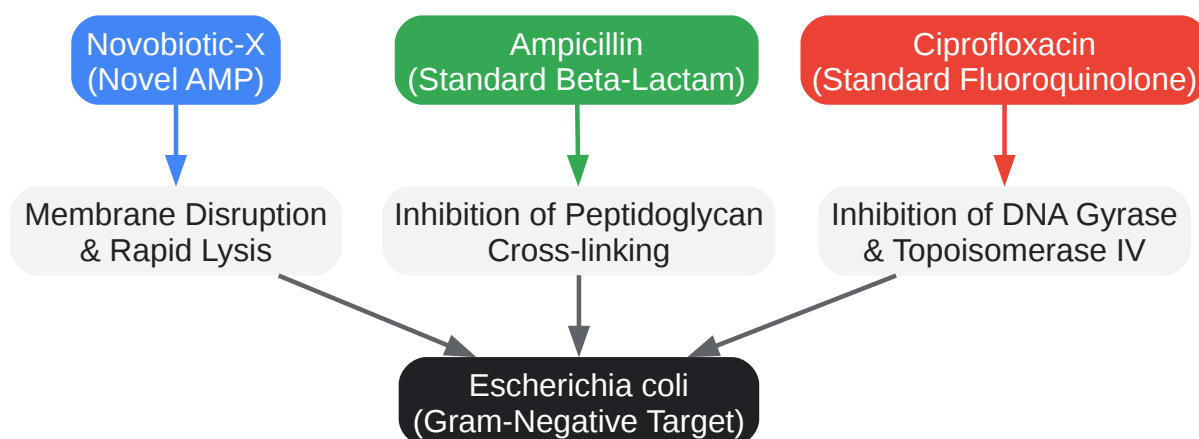 Novobiotic-X
(Novel AMP)
Ampicillin
(Standard Beta-Lactam)
Ciprofloxacin
(Standard Fluoroquinolone)
Membrane Disruption
& Rapid Lysis
Inhibition of Peptidoglycan
Cross-linking
Inhibition of DNA Gyrase
& Topoisomerase IV
Escherichia coli
(Gram-Negative Target)